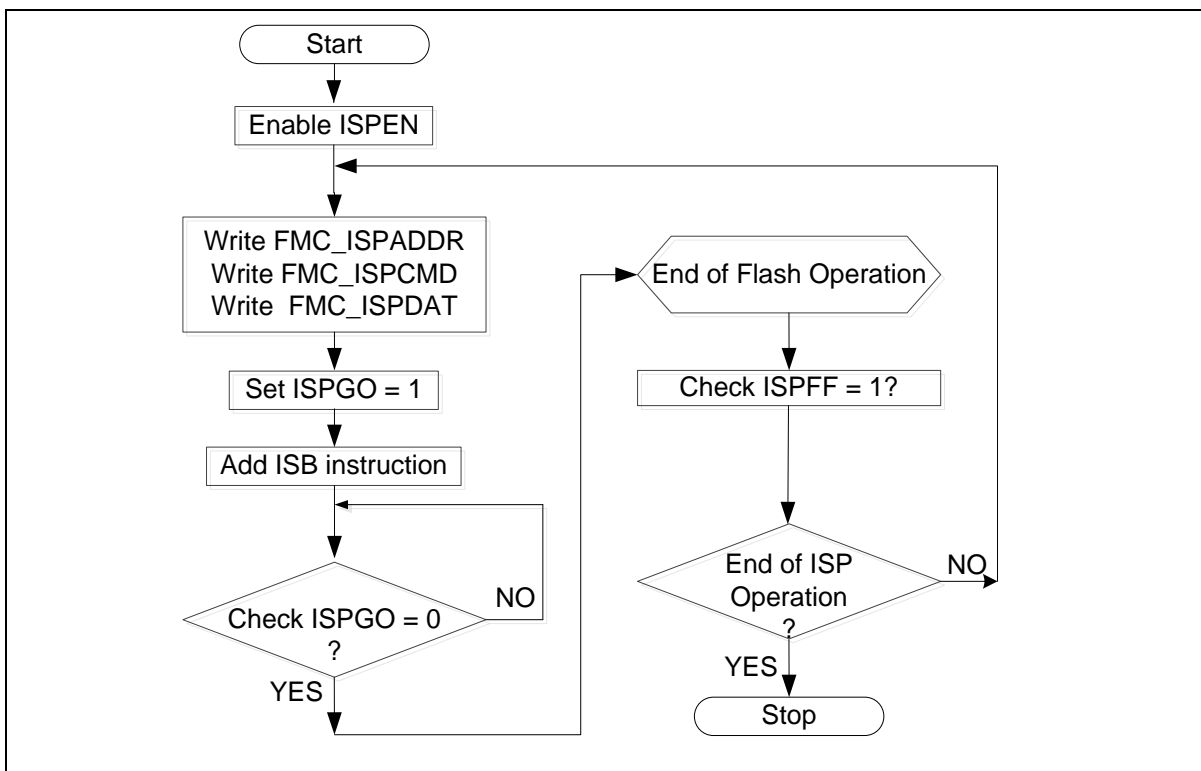 Start
Enable ISPEN
Write FMC_ISPADDR
Write FMC_ISPCMD
Write FMC_ISPDAT
Set ISPGO = 1
Add ISB instruction
Check ISPGO = 0
?
NO
YES
End of Flash Operation
Check ISPFF = 1?
End of ISP
Operation
?
NO
YES
Stop